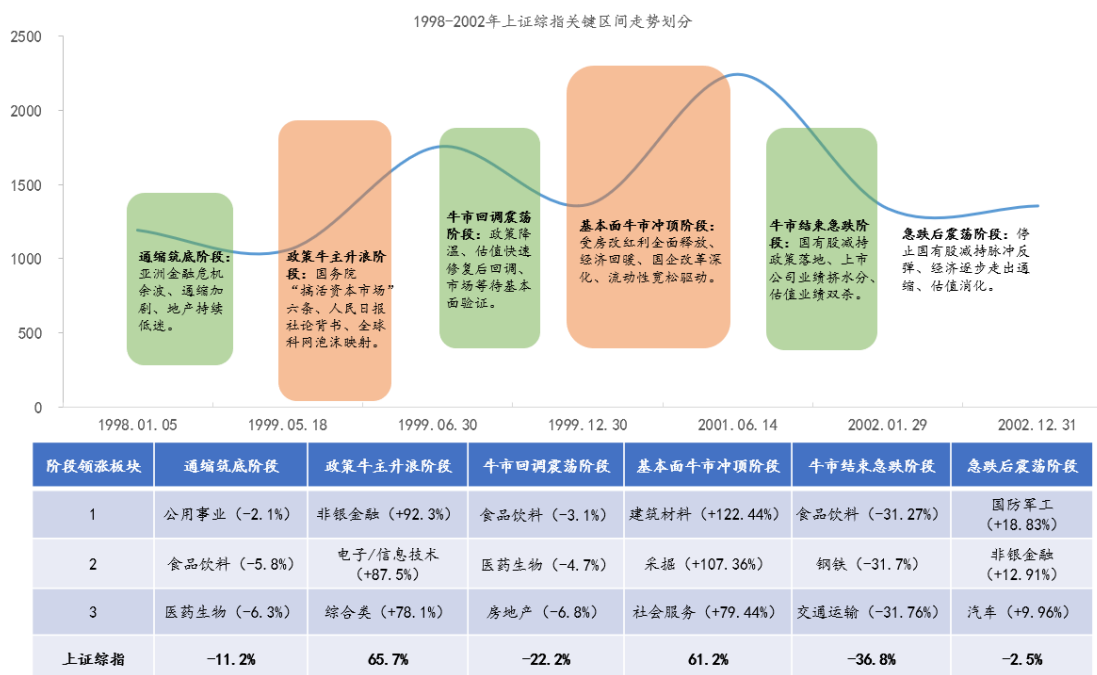 1998-2002年上证综指关键区间走势划分
2500
2000
1500
1000
500
0
通缩筑底阶段：
亚洲金融危机
余波、通缩加
剧、地产持续
低迷。
政策牛主升浪阶
段：国务院
“搞活资本市场”
六条、人民日报
社论背书、全球
科网泡沫映射。
牛市回调震荡
阶段：政策降
温、估值快速
修复后回调、
市场等待基本
面验证。
基本面牛市冲顶阶段：
受房改红利全面释放、
经济回暖、国企改革深
化、流动性宽松驱动。
牛市结束急跌阶
段：国有股减持
政策落地、上市
公司业绩挤水分、
估值业绩双杀。
急跌后震荡阶段：停
止国有股减持脉冲反
弹、经济逐步走出通
缩、估值消化。
1998.01.05 1999.05.18 1999.06.30 1999.12.30 2001.06.14 2002.01.29 2002.12.31
阶段领涨板块 通缩筑底阶段 政策牛主升浪阶段 牛市回调震荡阶段 基本面牛市冲顶阶段 牛市结束急跌阶段 急跌后震荡阶段
1 公用事业（-2.1%） 非银金融（+92.3%） 食品饮料（-3.1%） 建筑材料（+122.44%） 食品饮料（-31.27%） 国防军工
（+18.83%）
2 食品饮料（-5.8%） 电子/信息技术
（+87.5%） 医药生物（-4.7%） 采掘（+107.36%） 钢铁（-31.7%） 非银金融
（+12.91%）
3 医药生物（-6.3%） 综合类（+78.1%） 房地产（-6.8%） 社会服务（+79.44%） 交通运输（-31.76%） 汽车（+9.96%）
上证综指 -11.2% 65.7% -22.2% 61.2% -36.8% -2.5%